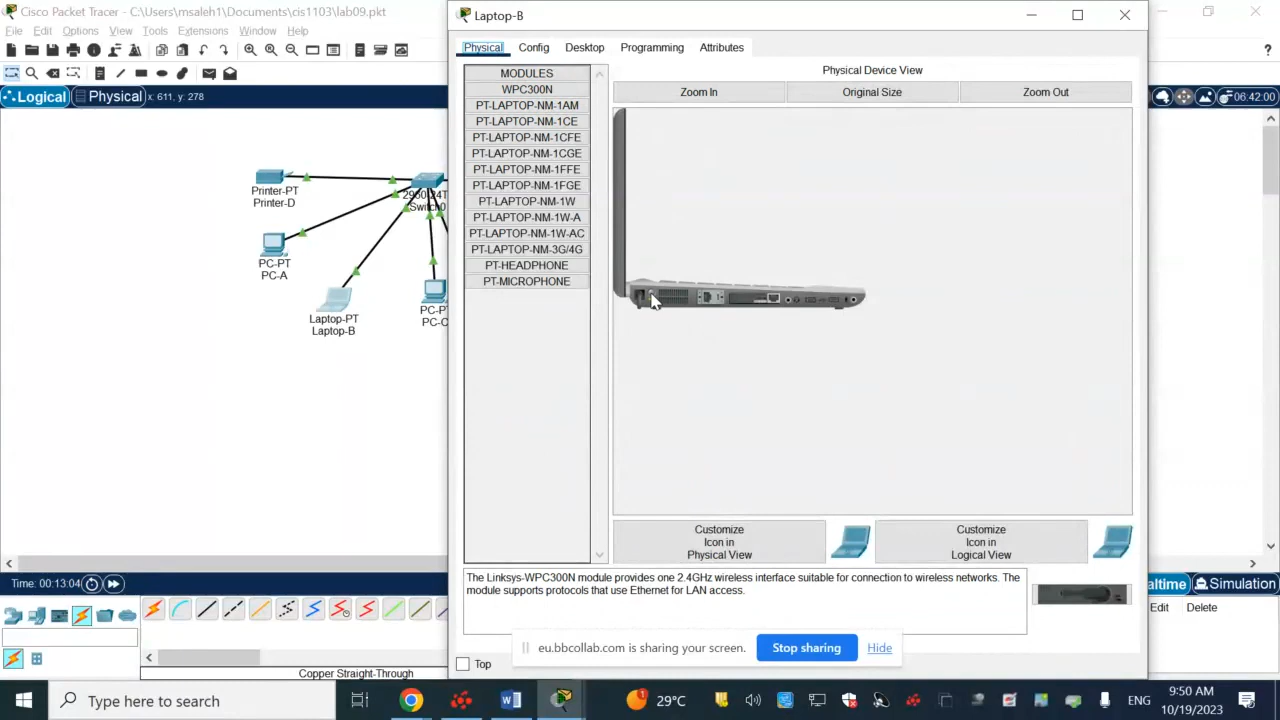 Cisco Packet Tracer - C:\Users\msaleh1\Documents\cis1103\lab09.pkt
File Edit Options View Tools Extensions Window Help
Logical Physical x: 611, y: 278
06:42:00
Printer-PT
Printer-D
Switch0
PC-PT
PC-A
Laptop-PT
Laptop-B
Laptop-B
Physical Config Desktop Programming Attributes
MODULES
WPC300N
PT-LAPTOP-NM-1AM
PT-LAPTOP-NM-1CE
PT-LAPTOP-NM-1CFE
PT-LAPTOP-NM-1CGE
PT-LAPTOP-NM-1FFE
PT-LAPTOP-NM-1FGE
PT-LAPTOP-NM-1W
PT-LAPTOP-NM-1W-A
PT-LAPTOP-NM-1W-AC
PT-LAPTOP-NM-3G/4G
PT-HEADPHONE
PT-MICROPHONE
Physical Device View
Zoom In Original Size Zoom Out
Customize
Icon in
Physical View
Customize
Icon in
Logical View
The Linksys-WPC300N module provides one 2.4GHz wireless interface suitable for connection to wireless networks. The
module supports protocols that use Ethernet for LAN access.
Top
Time: 00:13:04
altime Simulation
Edit Delete
Copper Straight-Through
eu.bbcollab.com is sharing your screen. Stop sharing Hide
Type here to search
29°C
ENG
9:50 AM
10/19/2023